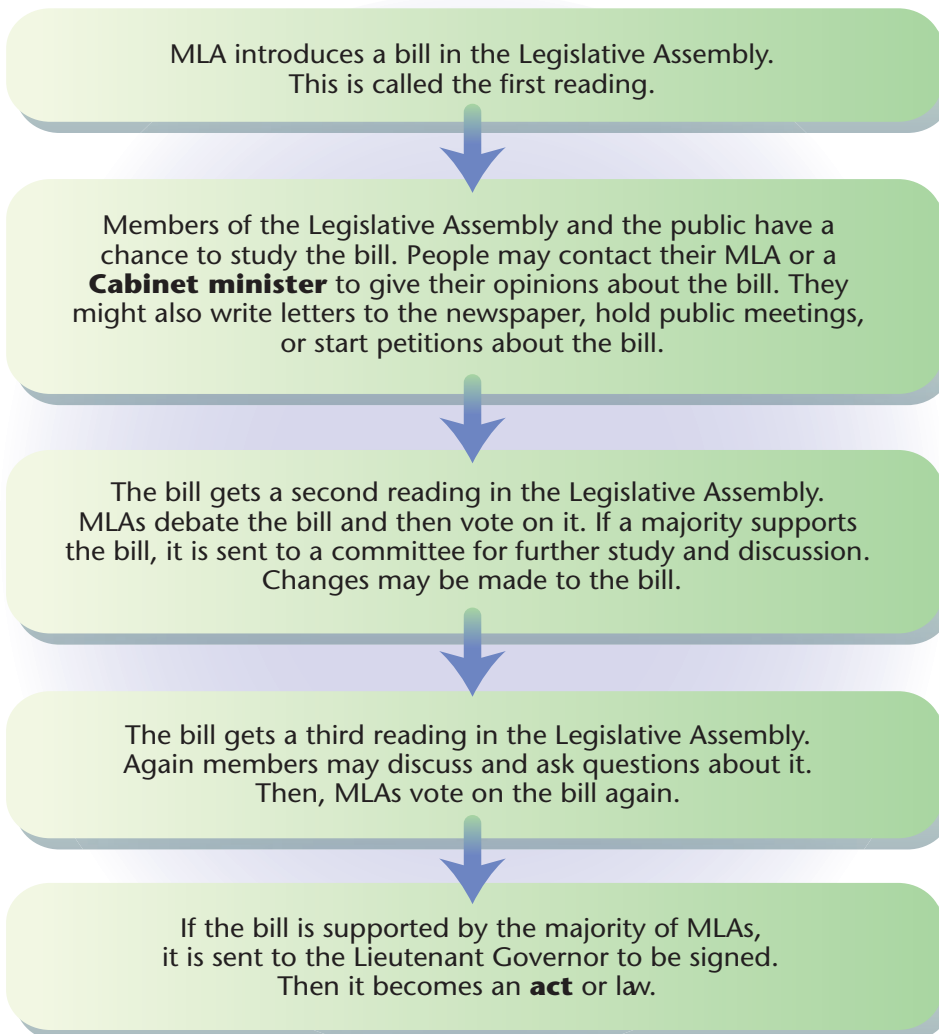 MLA introduces a bill in the Legislative Assembly.
This is called the first reading.
Members of the Legislative Assembly and the public have a
chance to study the bill. People may contact their MLA or a
Cabinet minister to give their opinions about the bill. They
might also write letters to the newspaper, hold public meetings,
or start petitions about the bill.
The bill gets a second reading in the Legislative Assembly.
MLAs debate the bill and then vote on it. If a majority supports
the bill, it is sent to a committee for further study and discussion.
Changes may be made to the bill.
The bill gets a third reading in the Legislative Assembly.
Again members may discuss and ask questions about it.
Then, MLAs vote on the bill again.
If the bill is supported by the majority of MLAs,
it is sent to the Lieutenant Governor to be signed.
Then it becomes an act or law.